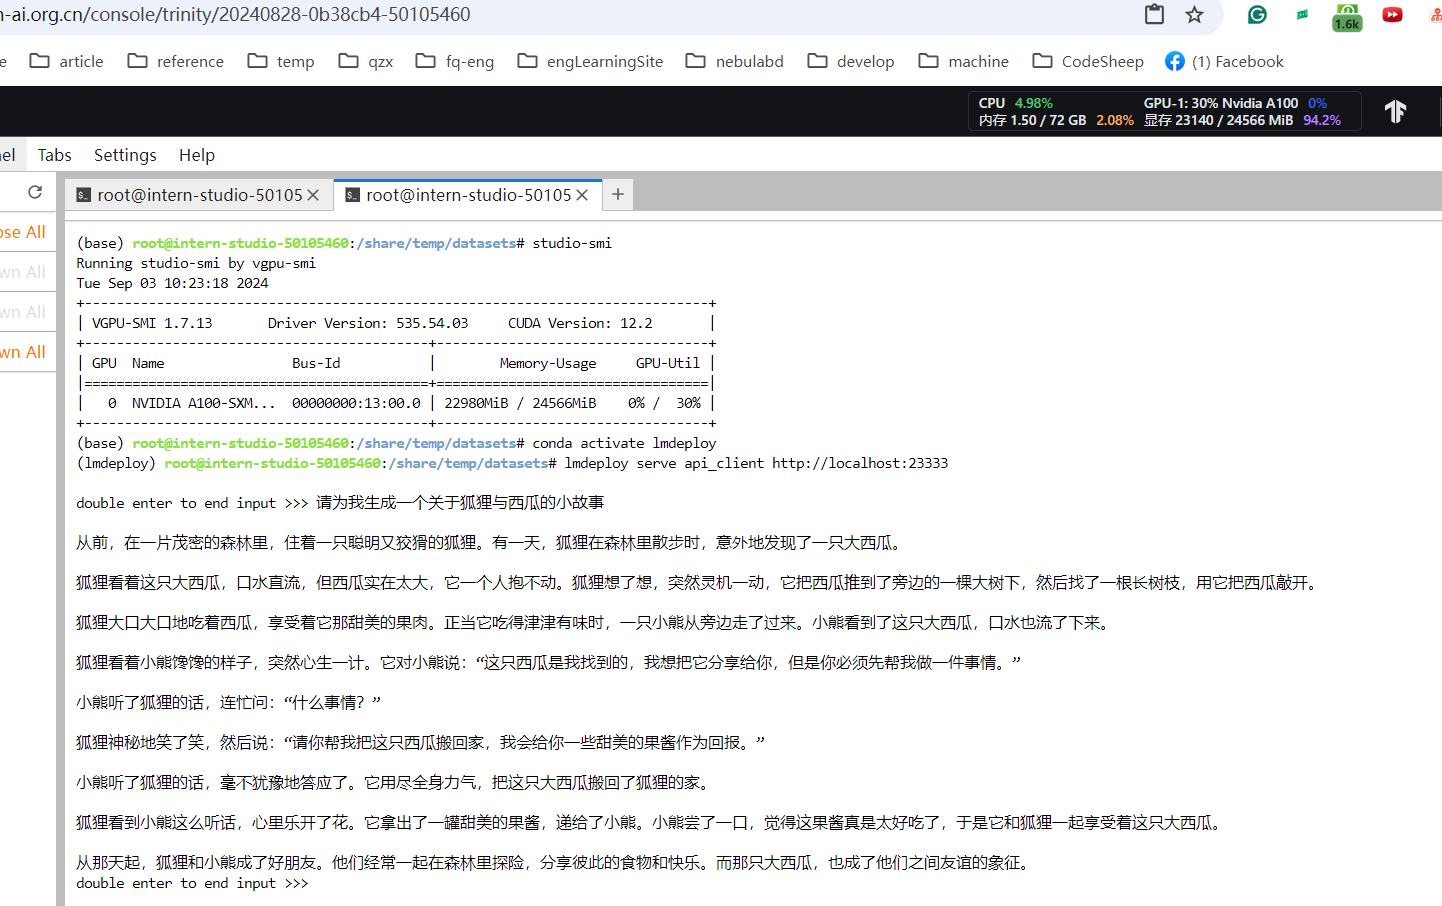 n-ai.org.cn/console/trinity/20240828-0b38cb4-50105460
1.6k
e article reference temp qzx fq-eng engLearningSite nebulabd develop machine CodeSheep (1) Facebook
CPU 4.98% GPU-1: 30% Nvidia A100 0%
内存 1.50 / 72 GB 2.08% 显存 23140 / 24566 MiB 94.2%
nel Tabs Settings Help
root@intern-studio-50105 root@intern-studio-50105
ose All
wn All
wn All
wn All
(base) root@intern-studio-50105460:/share/temp/datasets# studio-smi
Running studio-smi by vgpu-smi
Tue Sep 03 10:23:18 2024
+------------------------------------------------------------------------------+
| VGPU-SMI 1.7.13       Driver Version: 535.54.03     CUDA Version: 12.2       |
+-------------------------------------------+----------------------------------+
| GPU  Name                Bus-Id           |        Memory-Usage     GPU-Util |
|===========================================+==================================|
|   0  NVIDIA A100-SXM...  00000000:13:00.0 | 22980MiB / 24566MiB    0% /  30% |
+-------------------------------------------+----------------------------------+
(base) root@intern-studio-50105460:/share/temp/datasets# conda activate lmdeploy
(lmdeploy) root@intern-studio-50105460:/share/temp/datasets# lmdeploy serve api_client http://localhost:23333
double enter to end input >>> 请为我生成一个关于狐狸与西瓜的小故事
从前，在一片茂密的森林里，住着一只聪明又狡猾的狐狸。有一天，狐狸在森林里散步时，意外地发现了一只大西瓜。
狐狸看着这只大西瓜，口水直流，但西瓜实在太大，它一个人抱不动。狐狸想了想，突然灵机一动，它把西瓜推到了旁边的一棵大树下，然后找了一根长树枝，用它把西瓜敲开。
狐狸大口大口地吃着西瓜，享受着它那甜美的果肉。正当它吃得津津有味时，一只小熊从旁边走了过来。小熊看到了这只大西瓜，口水也流了下来。
狐狸看着小熊馋馋的样子，突然心生一计。它对小熊说：“这只西瓜是我找到的，我想把它分享给你，但是你必须先帮我做一件事情。”
小熊听了狐狸的话，连忙问：“什么事情？”
狐狸神秘地笑了笑，然后说：“请你帮我把这只西瓜搬回家，我会给你一些甜美的果酱作为回报。”
小熊听了狐狸的话，毫不犹豫地答应了。它用尽全身力气，把这只大西瓜搬回了狐狸的家。
狐狸看到小熊这么听话，心里乐开了花。它拿出了一罐甜美的果酱，递给了小熊。小熊尝了一口，觉得这果酱真是太好吃了，于是它和狐狸一起享受着这只大西瓜。
从那天起，狐狸和小熊成了好朋友。他们经常一起在森林里探险，分享彼此的食物和快乐。而那只大西瓜，也成了他们之间友谊的象征。
double enter to end input >>>